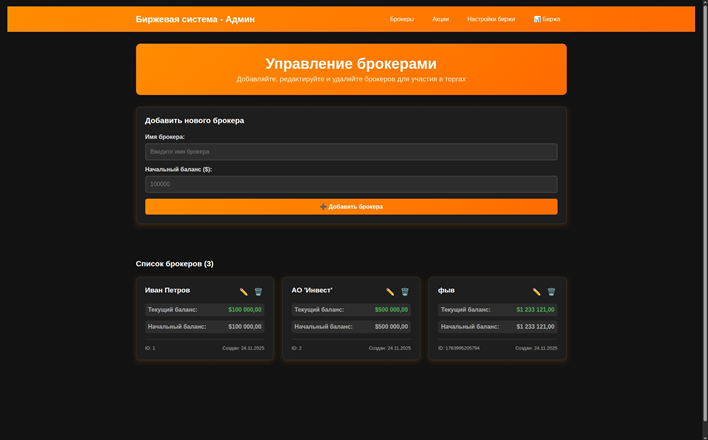 Биржевая система - Админ
Брокеры Акции Настройки биржи 📊 Биржа
Управление брокерами
Добавляйте, редактируйте и удаляйте брокеров для участия в торгах
Добавить нового брокера
Имя брокера:
Введите имя брокера
Начальный баланс ($):
100000
➕ Добавить брокера
Список брокеров (3)
Иван Петров
Текущий баланс: $100 000,00
Начальный баланс: $100 000,00
ID: 1 Создан: 24.11.2025
АО 'Инвест'
Текущий баланс: $500 000,00
Начальный баланс: $500 000,00
ID: 2 Создан: 24.11.2025
фыв
Текущий баланс: $1 233 121,00
Начальный баланс: $1 233 121,00
ID: 1763995205764 Создан: 24.11.2025